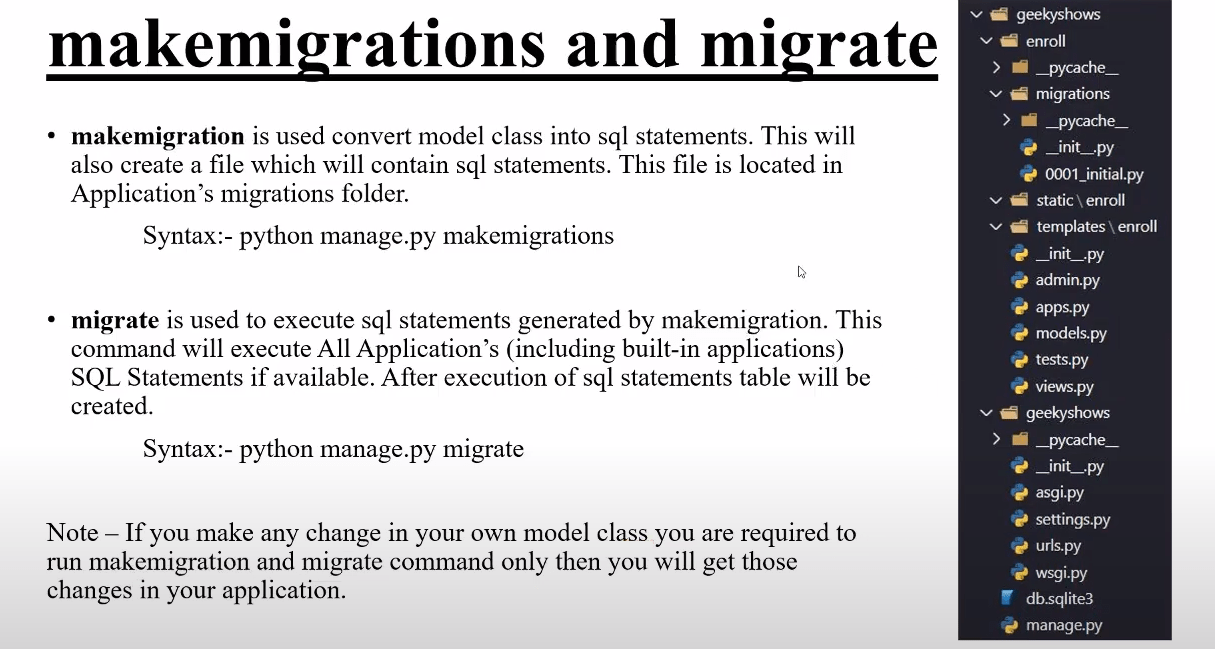 makemigrations and migrate
• makemigration is used convert model class into sql statements. This will
also create a file which will contain sql statements. This file is located in
Application’s migrations folder.
Syntax:- python manage.py makemigrations
• migrate is used to execute sql statements generated by makemigration. This
command will execute All Application’s (including built-in applications)
SQL Statements if available. After execution of sql statements table will be
created.
Syntax:- python manage.py migrate
Note – If you make any change in your own model class you are required to
run makemigration and migrate command only then you will get those
changes in your application.
geekyshows
enroll
__pycache__
migrations
__pycache__
__init__.py
0001_initial.py
static \ enroll
templates \ enroll
__init__.py
admin.py
apps.py
models.py
tests.py
views.py
geekyshows
__pycache__
__init__.py
asgi.py
settings.py
urls.py
wsgi.py
db.sqlite3
manage.py